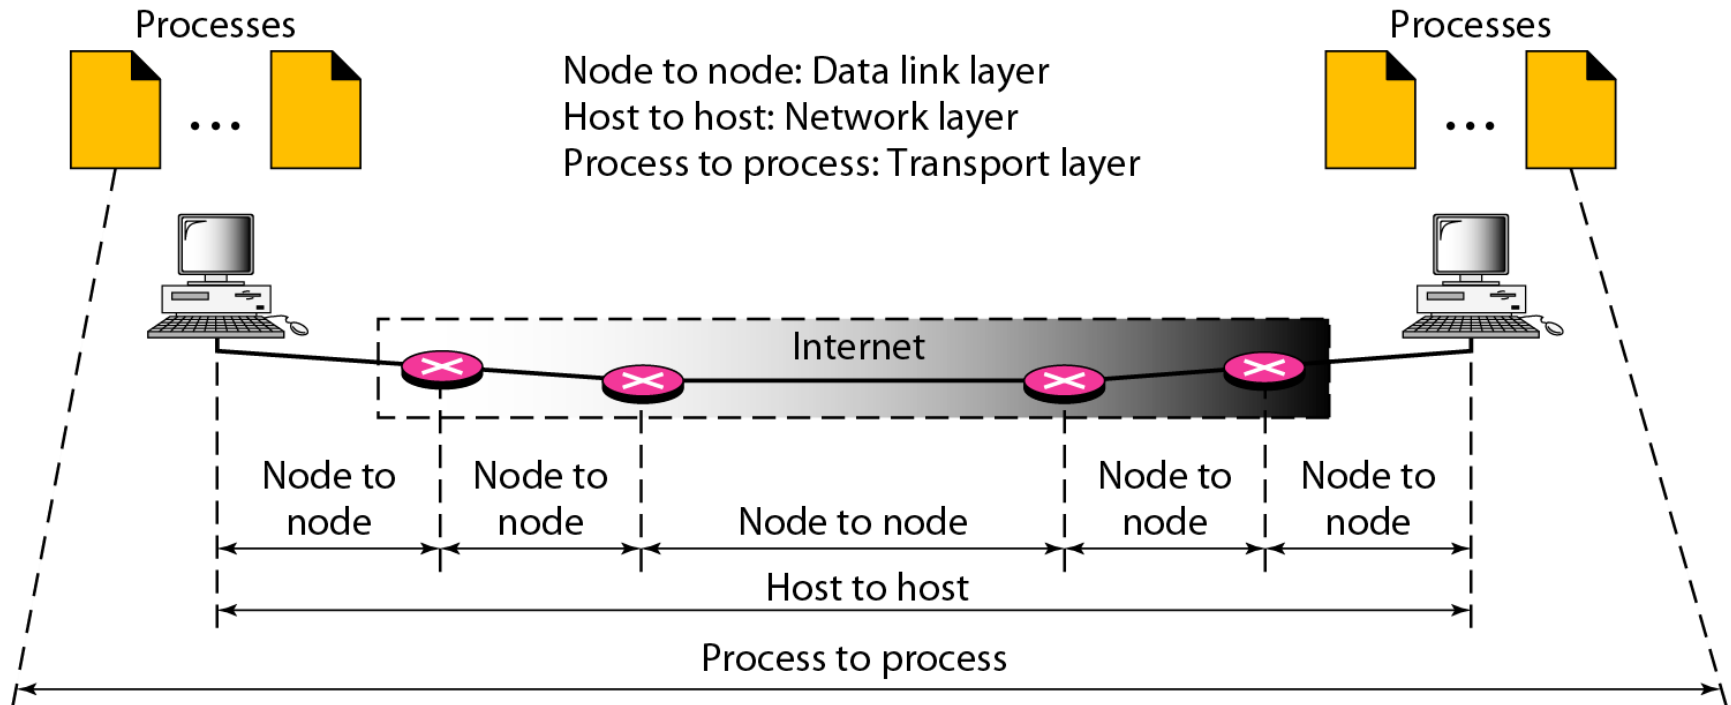 Processes
Processes
Node to node: Data link layer
Host to host: Network layer
Process to process: Transport layer
Internet
Node to
node
Node to
node
Node to node
Node to
node
Node to
node
Host to host
Process to process